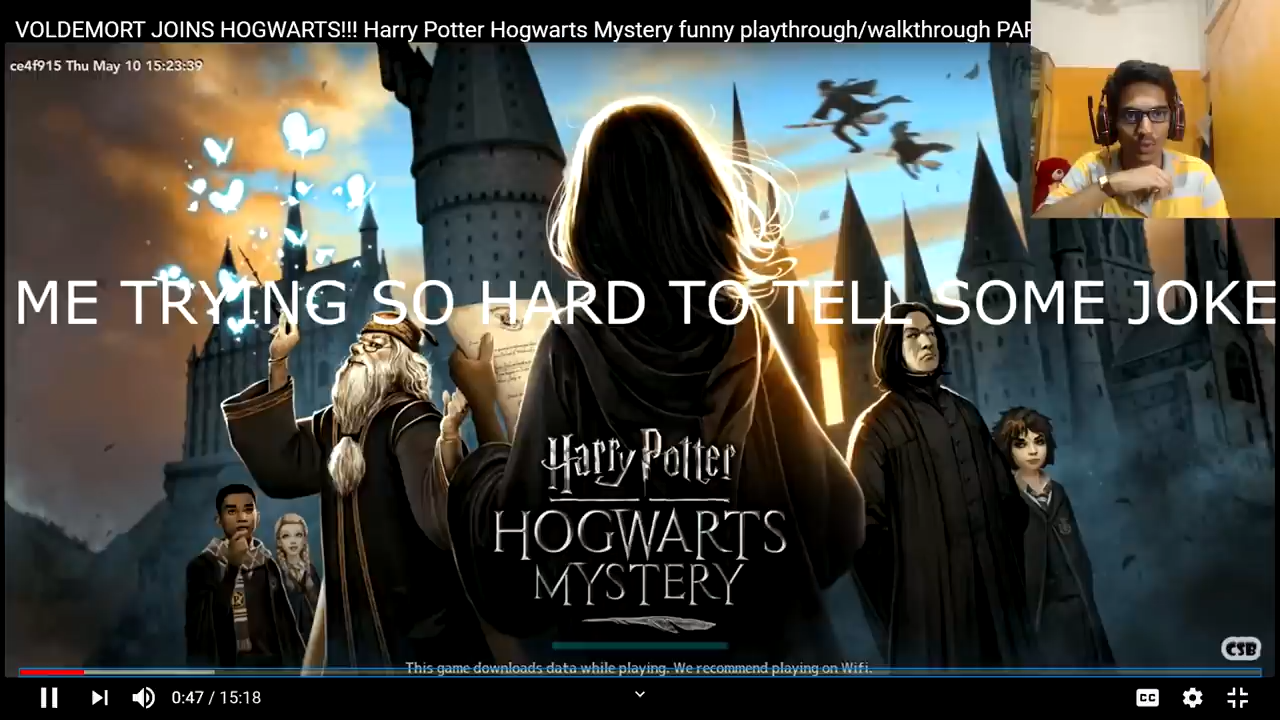 VOLDEMORT JOINS HOGWARTS!!! Harry Potter Hogwarts Mystery funny playthrough/walkthrough PAR
ce4f915 Thu May 10 15:23:39
ME TRYING SO HARD TO TELL SOME JOKE
Harry Potter
HOGWARTS
MYSTERY
CSB
This game downloads data while playing. We recommend playing on Wifi.
0:47 / 15:18
CC